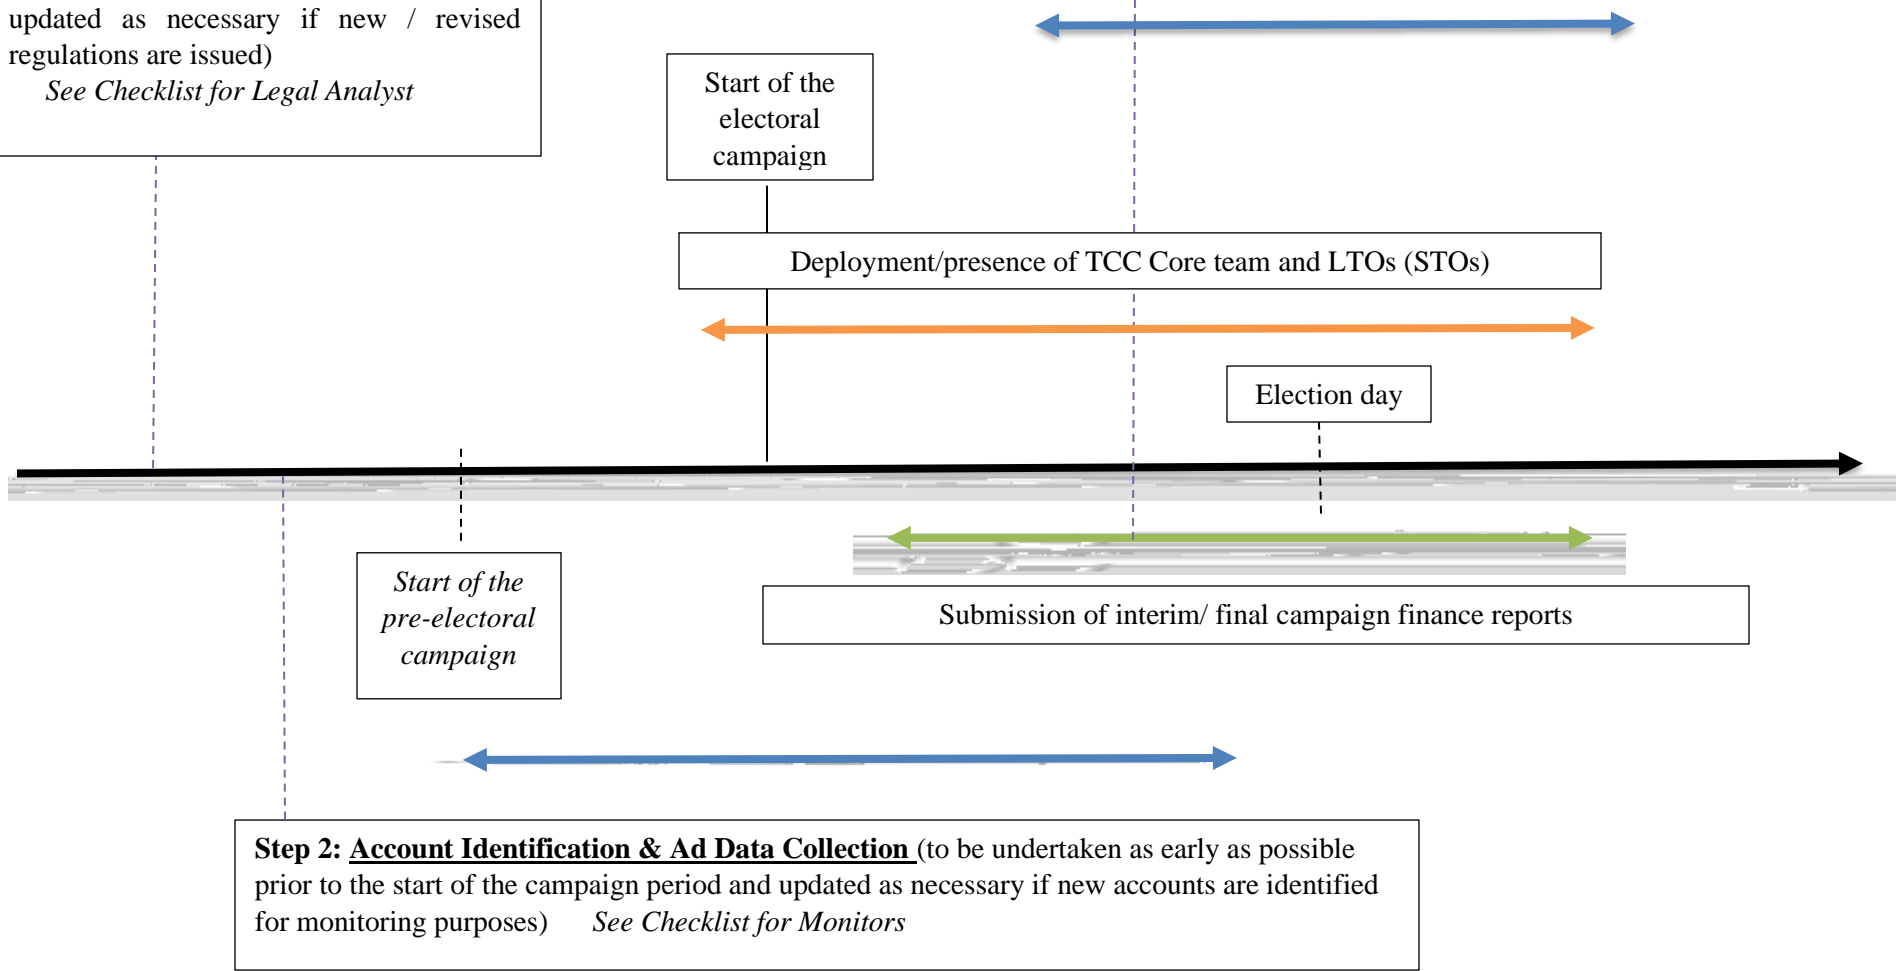 updated as necessary if new / revised
regulations are issued)
See Checklist for Legal Analyst
Start of the
electoral
campaign
Deployment/presence of TCC Core team and LTOs (STOs)
Election day
Start of the
pre-electoral
campaign
Submission of interim/ final campaign finance reports
Step 2: Account Identification & Ad Data Collection (to be undertaken as early as possible
prior to the start of the campaign period and updated as necessary if new accounts are identified
for monitoring purposes) See Checklist for Monitors